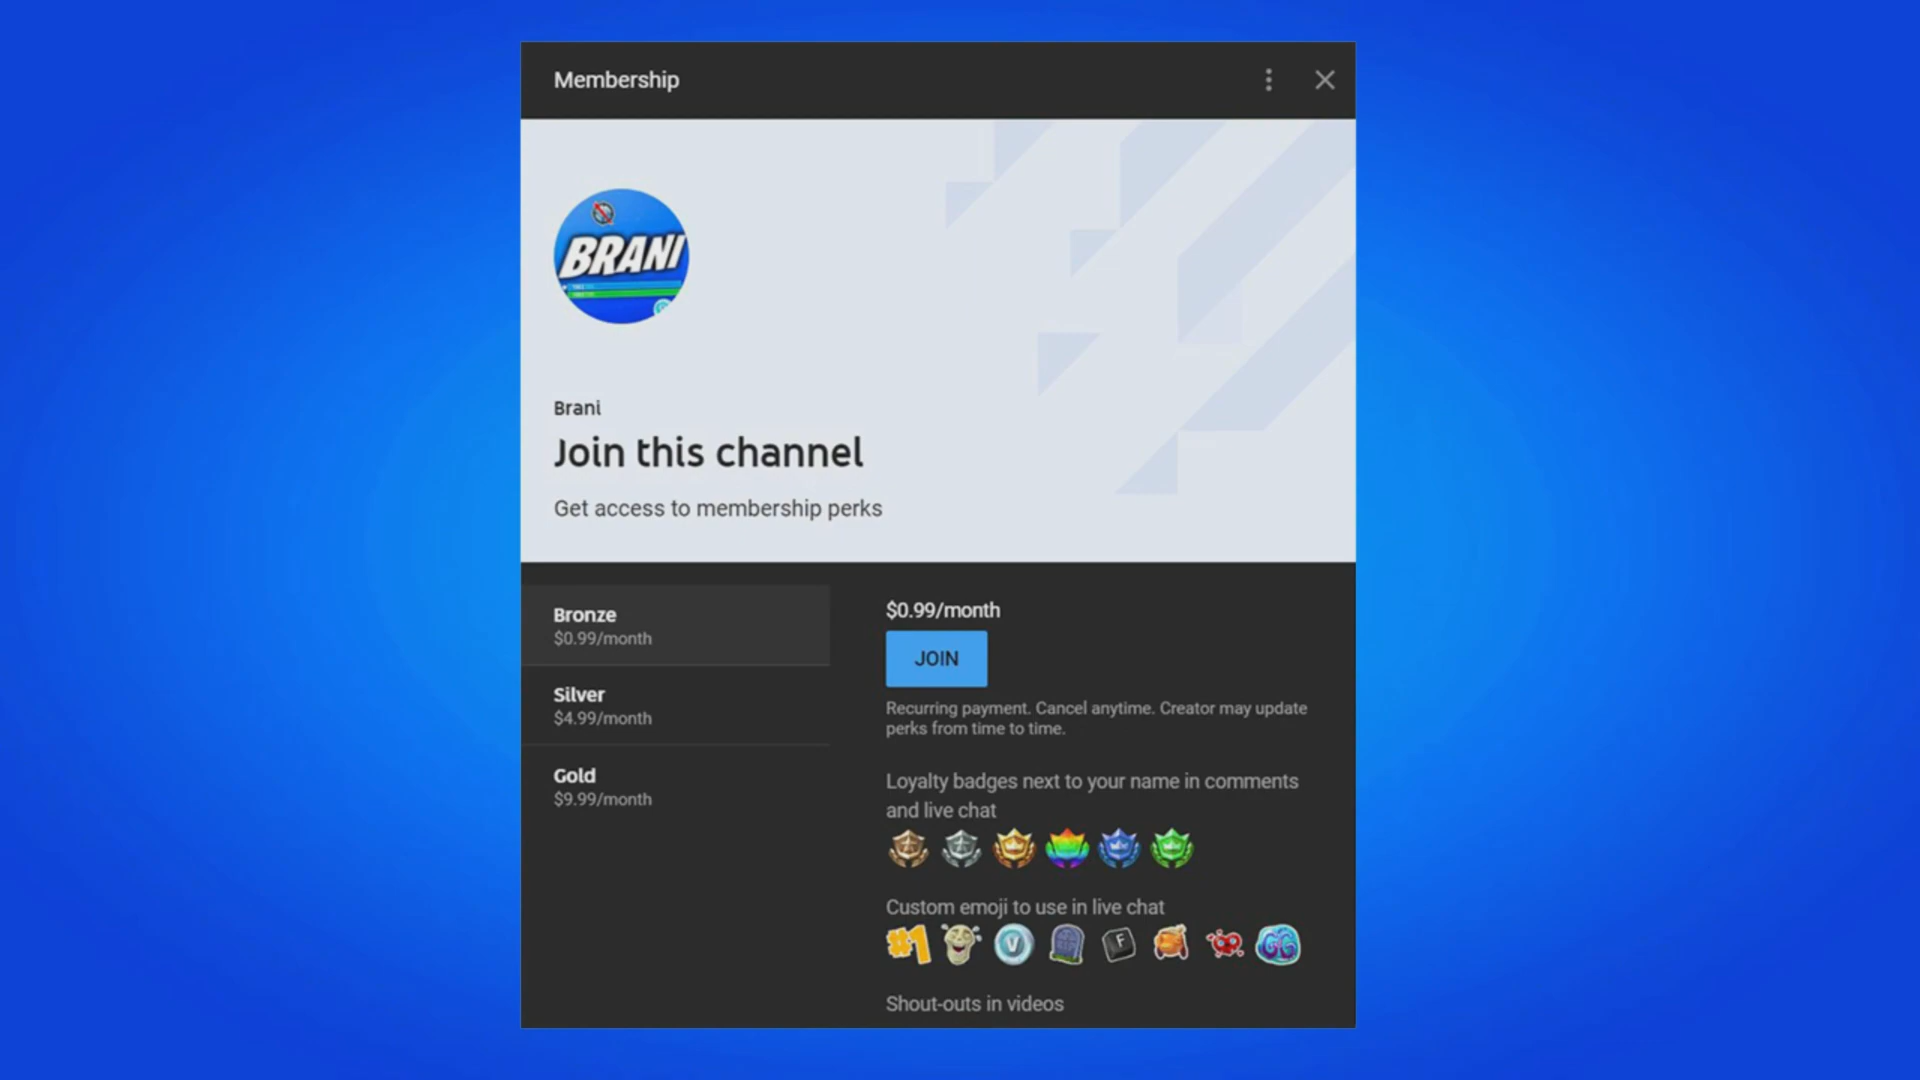 Membership
BRANI
Brani
Join this channel
Get access to membership perks
Bronze
$0.99/month
Silver
$4.99/month
Gold
$9.99/month
$0.99/month
JOIN
Recurring payment. Cancel anytime. Creator may update
perks from time to time.
Loyalty badges next to your name in comments
and live chat
Custom emoji to use in live chat
#1 V RIP F GG
Shout-outs in videos